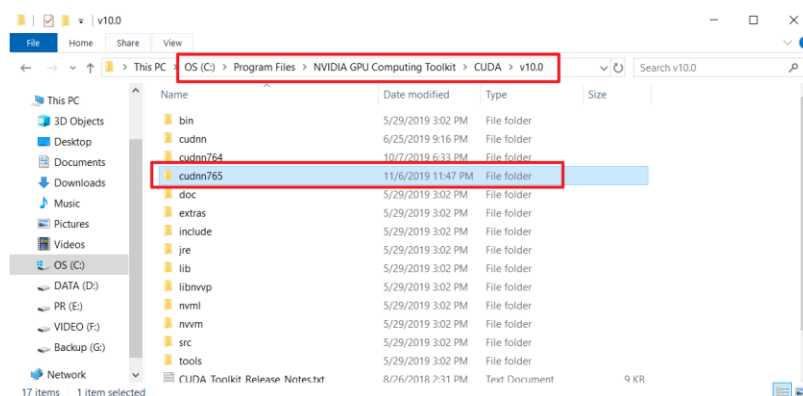 v10.0
File Home Share View
This PC > OS (C:) > Program Files > NVIDIA GPU Computing Toolkit > CUDA > v10.0 Search v10.0
Name Date modified Type Size
This PC
3D Objects
Desktop
Documents
Downloads
Music
Pictures
Videos
OS (C:)
DATA (D:)
PR (E:)
VIDEO (F:)
Backup (G:)
Network
bin 5/29/2019 3:02 PM File folder
cudnn 6/25/2019 9:16 PM File folder
cudnn764 10/7/2019 6:33 PM File folder
cudnn765 11/6/2019 11:47 PM File folder
doc 5/29/2019 3:02 PM File folder
extras 5/29/2019 3:02 PM File folder
include 5/29/2019 3:02 PM File folder
jre 5/29/2019 3:02 PM File folder
lib 5/29/2019 3:02 PM File folder
libnvvp 5/29/2019 3:02 PM File folder
nvml 5/29/2019 3:02 PM File folder
nvvm 5/29/2019 3:02 PM File folder
src 5/29/2019 3:02 PM File folder
tools 5/29/2019 3:02 PM File folder
CUDA Toolkit Release Notes.txt 8/26/2018 2:31 PM Text Document 9 KB
17 items 1 item selected